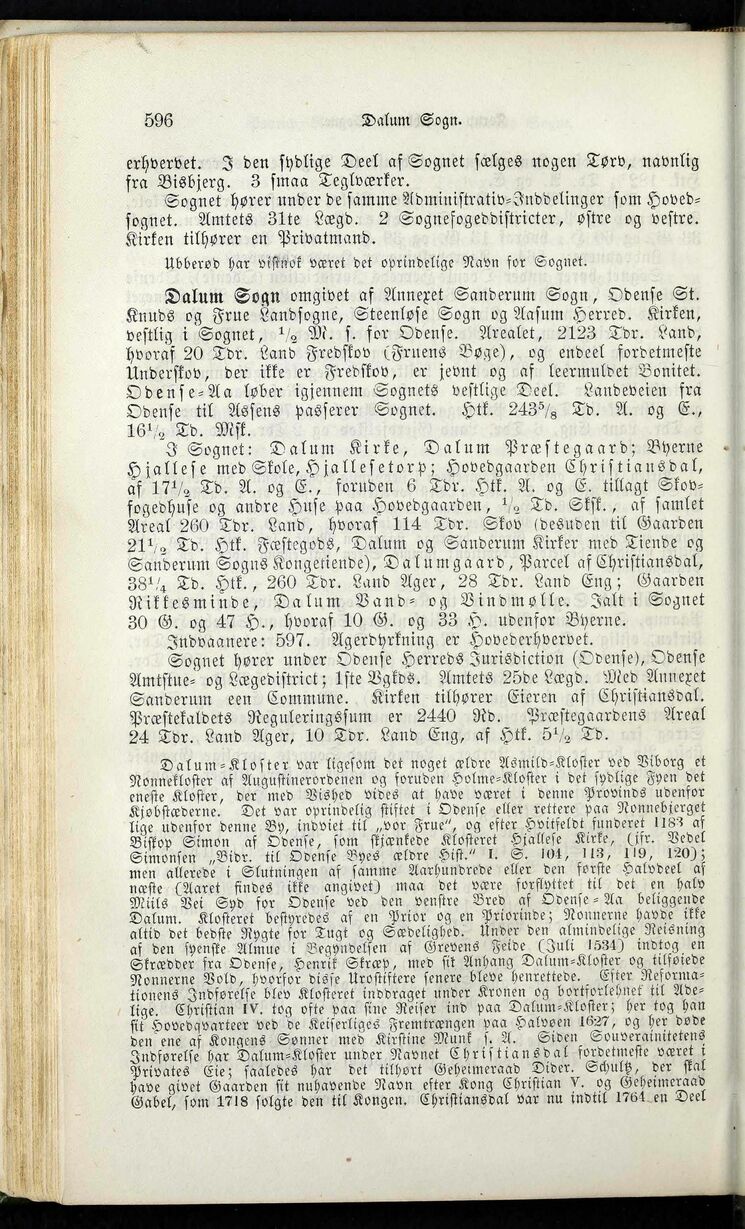 596 Dalum Sogn.
erhvervet. I den sydlige Deel af Sognet sælges nogen Tørv, navnlig
fra Bisbjerg. 3 smaa Teglværker.
Sognet hører under de samme Administrativ-Inddelinger som Hoved-
sognet. Amtets 31te Lægd. 2 Sognefogeddistricter, østre og vestre.
Kirken tilhører en Privatmand.
Ubberød har vistnok været det oprindelige Navn for Sognet.
Dalum Sogn omgivet af Annexet Sanderum Sogn, Odense St.
Knuds og Frue Landsogne, Steenløse Sogn og Aasum Herred. Kirken,
vestlig i Sognet, 1/2 M. s. for Odense. Arealet, 2123 Tdr. Land,
hvoraf 20 Tdr. Land Fredskov (Fruens Bøge), og endeel fordetmeste
Underskov, der ikke er Fredskov, er jevnt og af leermuldet Bonitet.
Odense-Aa løber igjennem Sognets vestlige Deel. Landeveien fra
Odense til Assens passerer Sognet. Htk. 2435/8 Td. A. og E.,
161/2 Td. Msk.
I Sognet: Dalum Kirke, Dalum Præstegaard; Byerne
Hjallese med Skole, Hjallesetorp; Hovedgaarden Christiansdal,
af 171/2 Td. A. og E., foruden 6 Tdr. Htk. A. og E. tillagt Skov-
fogedhuse og andre Huse paa Hovedgaarden, 1/2 Td. Sksk., af samlet
Areal 260 Tdr. Land, hvoraf 114 Tdr. Skov (desuden til Gaarden
211/2 Td. Htk. Fæstegods, Dalum og Sanderum Kirker med Tiende og
Sanderum Sogns Kongetiende), Dalumgaard, Parcel af Christiansdal,
381/4 Td. Htk., 260 Tdr. Land Ager, 28 Tdr. Land Eng; Gaarden
Rikkesminde, Dalum Vand- og Vindmølle. Ialt i Sognet
30 G. og 47 H., hvoraf 10 G. og 33 H. udenfor Byerne.
Indvaanere: 597. Agerdyrkning er Hovederhvervet.
Sognet hører under Odense Herreds Jurisdiction (Odense), Odense
Amtstue- og Lægedistrict; 1ste Vgkds. Amtets 25de Lægd. Med Annexet
Sanderum een Commune. Kirken tilhører Eieren af Christiansdal.
Præstekaldets Reguleringssum er 2440 Rd. Præstegaardens Areal
24 Tdr. Land Ager, 10 Tdr. Land Eng, af Htk. 51/2 Td.
Dalum-Kloster var ligesom det noget ældre Asmild-Kloster ved Viborg et
Nonnekloster af Augustinerordenen og foruden Holme-Kloster i det sydlige Fyen det
eneste Kloster, der med Vished vides at have været i denne Provinds udenfor
Kjøbstæderne. Det var oprindelig stiftet i Odense eller rettere paa Nonnebjerget
lige udenfor denne By, indviet til „vor Frue“, og efter Hvitfeldt funderet 1183 af
Biskop Simon af Odense, som skjænkede Klosteret Hjallese Kirke, (jfr. Vedel
Simonsen „Bidr. til Odense Byes ældre Hist.“ I. S. 104, 113, 119, 120);
men allerede i Slutningen af samme Aarhundrede eller den første Halvdeel af
næste (Aaret findes ikke angivet) maa det være forflyttet til det en halv
Miils Vei Syd for Odense ved den venstre Bred af Odense-Aa beliggende
Dalum. Klosteret bestyredes af en Prior og en Priorinde; Nonnerne havde ikke
altid det bedste Rygte for Tugt og Sædelighed. Under den almindelige Reisning
af den fyenske Almue i Begyndelsen af Grevens Feide (Juli 1534) indtog en
Skrædder fra Odense, Henrik Skræp, med sit Anhang Dalum-Kloster og tilføiede
Nonnerne Vold, hvorfor disse Urostiftere senere bleve henrettede. Efter Reforma-
tionens Indførelse blev Klosteret inddraget under Kronen og bortforlehnet til Ade-
lige. Christian IV. tog ofte paa sine Reiser ind paa Dalum-Kloster; her tog han
sit Hovedqvarteer ved de Keiserliges Fremtrængen paa Halvøen 1627, og her døde
den ene af Kongens Sønner med Kirstine Munk s. A. Siden Souverainitetens
Indførelse har Dalum-Kloster under Navnet Christiansdal fordetmeste været i
Privates Eie; saaledes har det tilhørt Geheimeraad Dider. Schultz, der skal
have givet Gaarden sit nuhavende Navn efter Kong Christian V. og Geheimeraad
Gabel, som 1718 solgte den til Kongen. Christiansdal var nu indtil 1764 en Deel